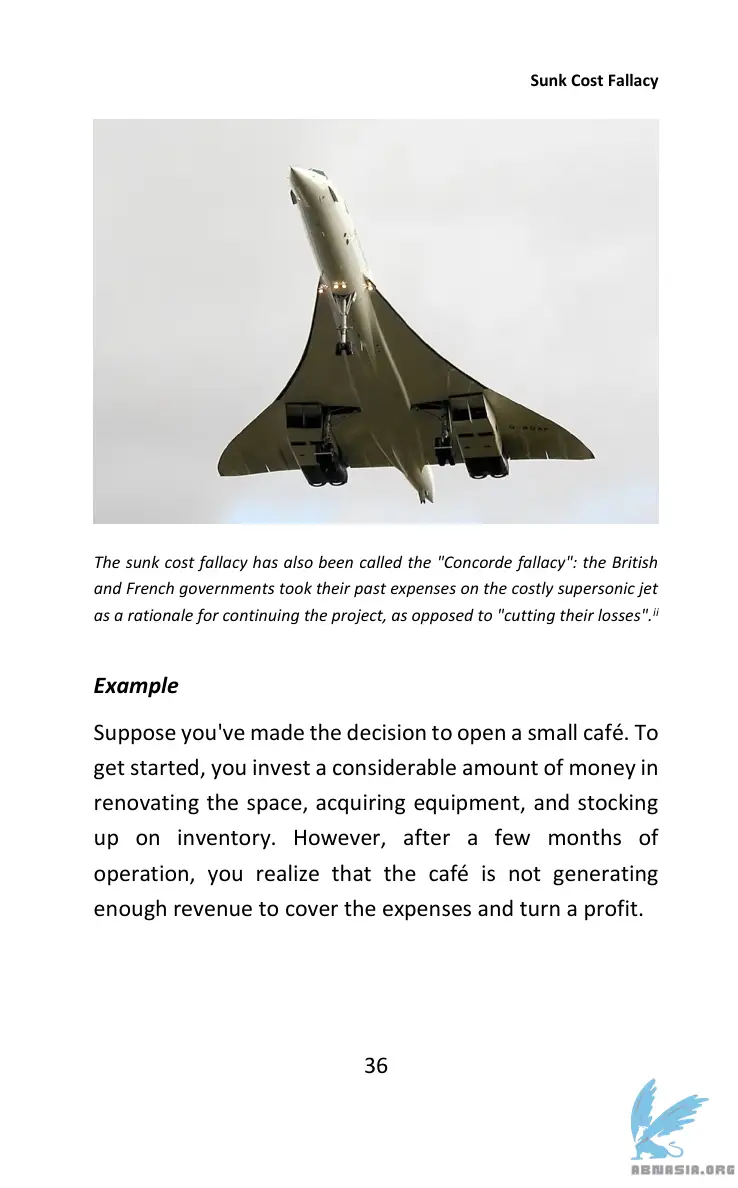 Sunk Cost Fallacy
The sunk cost fallacy has also been called the "Concorde fallacy": the British
and French governments took their past expenses on the costly supersonic jet
as a rationale for continuing the project, as opposed to "cutting their losses".ii
Example
Suppose you've made the decision to open a small café. To
get started, you invest a considerable amount of money in
renovating the space, acquiring equipment, and stocking
up on inventory. However, after a few months of
operation, you realize that the café is not generating
enough revenue to cover the expenses and turn a profit.
36
ABNASIA.ORG